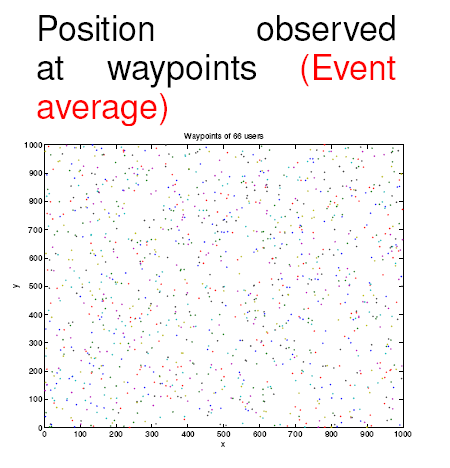 Position observed
at waypoints (Event
average)
Waypoints of 66 users
1000
900
800
700
600
500
400
300
200
100
0
y
0 100 200 300 400 500 600 700 800 900 1000
x